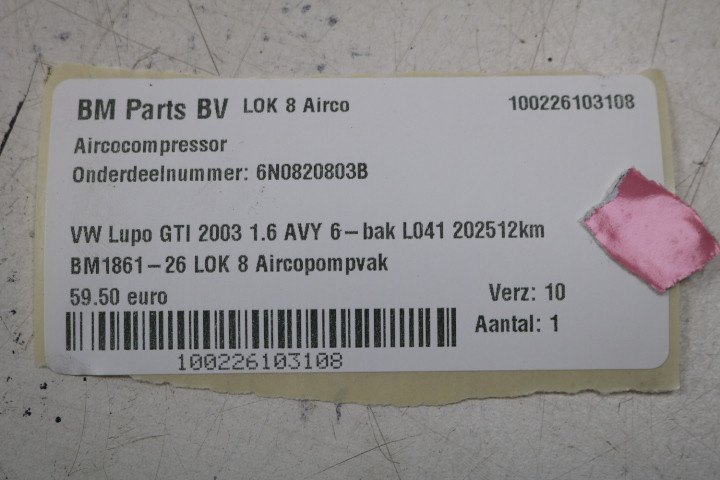 BM Parts BV LOK 8 Airco 100226103108
Aircocompressor
Onderdeelnummer: 6N0820803B
VW Lupo GTI 2003 1.6 AVY 6-bak L041 202512km
BM1861-26 LOK 8 Aircopompvak
59.50 euro Verz: 10
Aantal: 1
100226103108